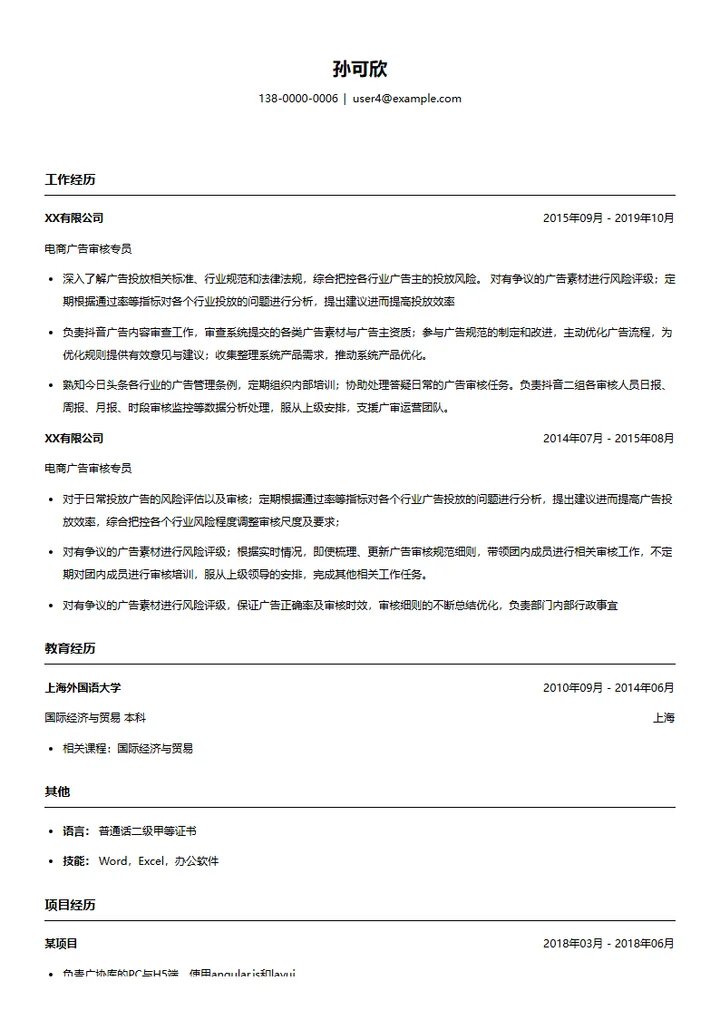 孙可欣
138-0000-0006 | user4@example.com
工作经历
XX有限公司 2015年09月 - 2019年10月
电商广告审核专员
• 深入了解广告投放相关标准、行业规范和法律法规，综合把控各行业广告主的投放风险。 对有争议的广告素材进行风险评级；定
期根据通过率等指标对各个行业投放的问题进行分析，提出建议进而提高投放效率
• 负责抖音广告内容审查工作，审查系统提交的各类广告素材与广告主资质；参与广告规范的制定和改进，主动优化广告流程，为
优化规则提供有效意见与建议；收集整理系统产品需求，推动系统产品优化。
• 熟知今日头条各行业的广告管理条例，定期组织内部培训；协助处理答疑日常的广告审核任务。负责抖音二组各审核人员日报、
周报、月报、时段审核监控等数据分析处理，服从上级安排，支援广审运营团队。
XX有限公司 2014年07月 - 2015年08月
电商广告审核专员
• 对于日常投放广告的风险评估以及审核；定期根据通过率等指标对各个行业广告投放的问题进行分析，提出建议进而提高广告投
放效率，综合把控各个行业风险程度调整审核尺度及要求；
• 对有争议的广告素材进行风险评级；根据实时情况，即使梳理、更新广告审核规范细则，带领团内成员进行相关审核工作，不定
期对团内成员进行审核培训，服从上级领导的安排，完成其他相关工作任务。
• 对有争议的广告素材进行风险评级，保证广告正确率及审核时效，审核细则的不断总结优化，负责部门内部行政事宜
教育经历
上海外国语大学 2010年09月 - 2014年06月
国际经济与贸易 本科 上海
• 相关课程：国际经济与贸易
其他
• 语言： 普通话二级甲等证书
• 技能： Word，Excel，办公软件
项目经历
某项目 2018年03月 - 2018年06月
• 负责广协库的PC与H5端，使用angular.js和layui